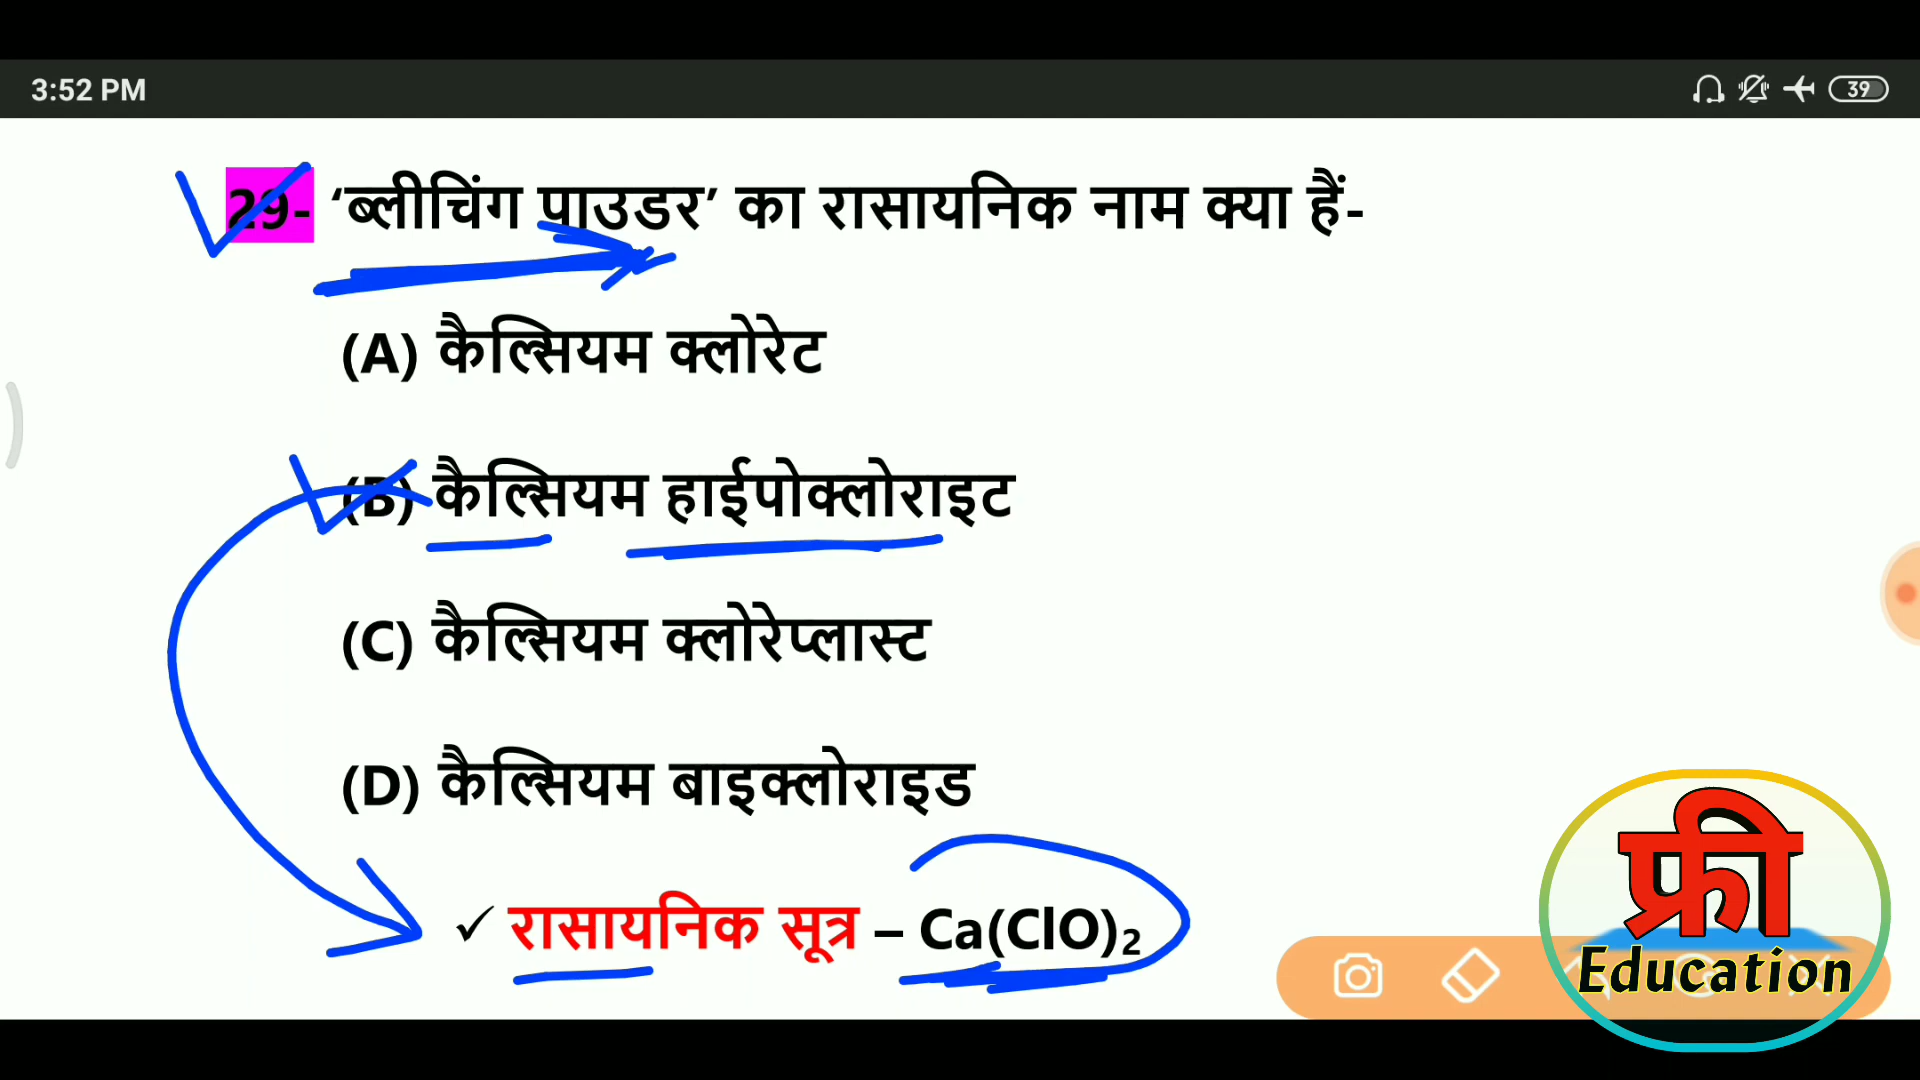 3:52 PM
39
29- ‘ब्लीचिंग पाउडर’ का रासायनिक नाम क्या हैं-
(A) कैल्सियम क्लोरेट
(B) कैल्सियम हाईपोक्लोराइट
(C) कैल्सियम क्लोरेप्लास्ट
(D) कैल्सियम बाइक्लोराइड
✓ रासायनिक सूत्र – Ca(ClO)₂
फ्री
Education